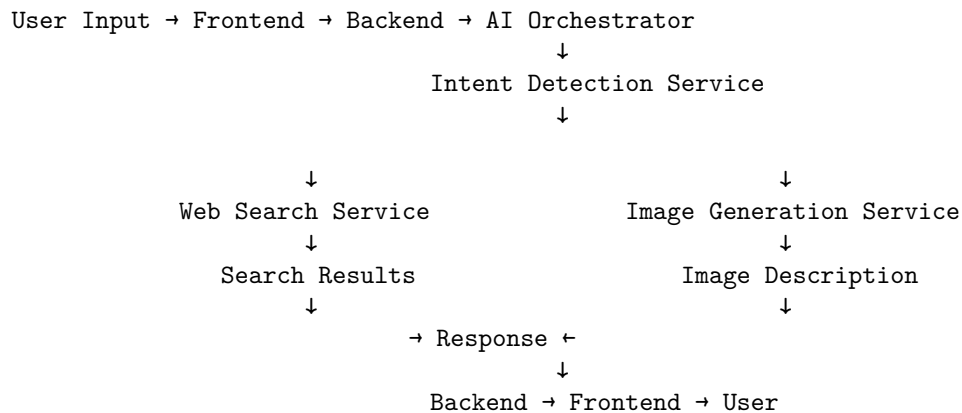 User Input → Frontend → Backend → AI Orchestrator
↓
Intent Detection Service
↓
↓ ↓
Web Search Service Image Generation Service
↓ ↓
Search Results Image Description
↓ ↓
→ Response ←
↓
Backend → Frontend → User